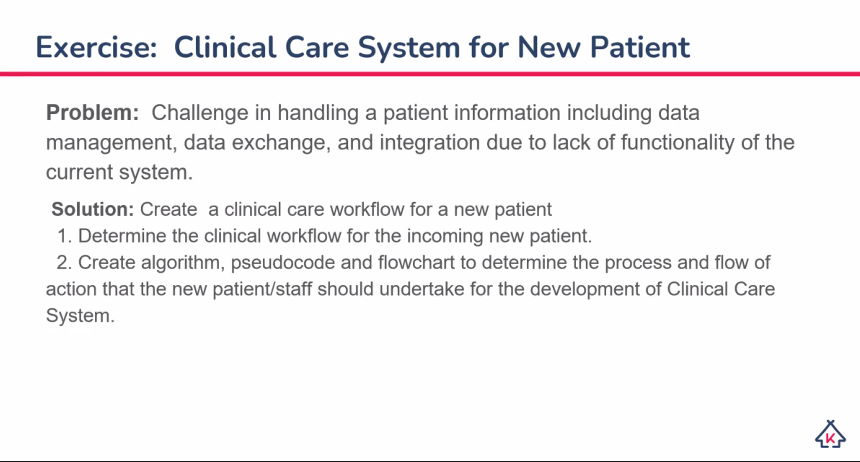 Exercise:  Clinical Care System for New Patient
Problem:  Challenge in handling a patient information including data
management, data exchange, and integration due to lack of functionality of the
current system.
Solution: Create  a clinical care workflow for a new patient
1. Determine the clinical workflow for the incoming new patient.
2. Create algorithm, pseudocode and flowchart to determine the process and flow of
action that the new patient/staff should undertake for the development of Clinical Care
System.
K